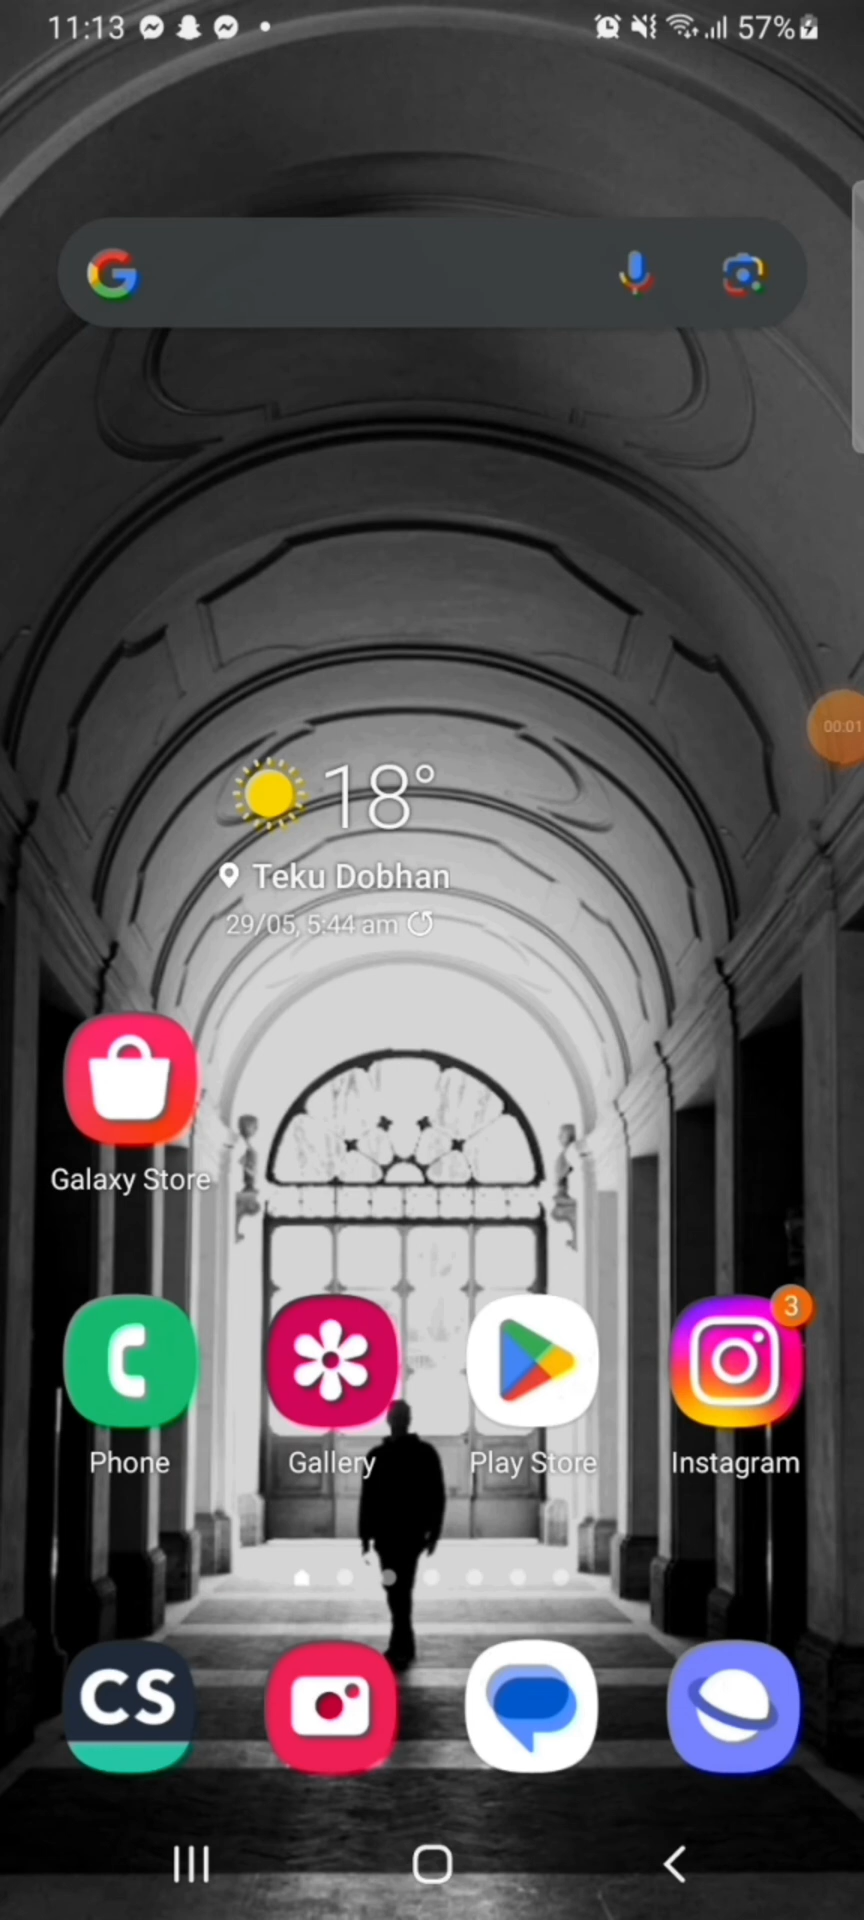 11:13 57%
00:01
18°
Teku Dobhan
29/05, 5:44 am
Galaxy Store
3
Phone Gallery Play Store Instagram
CS